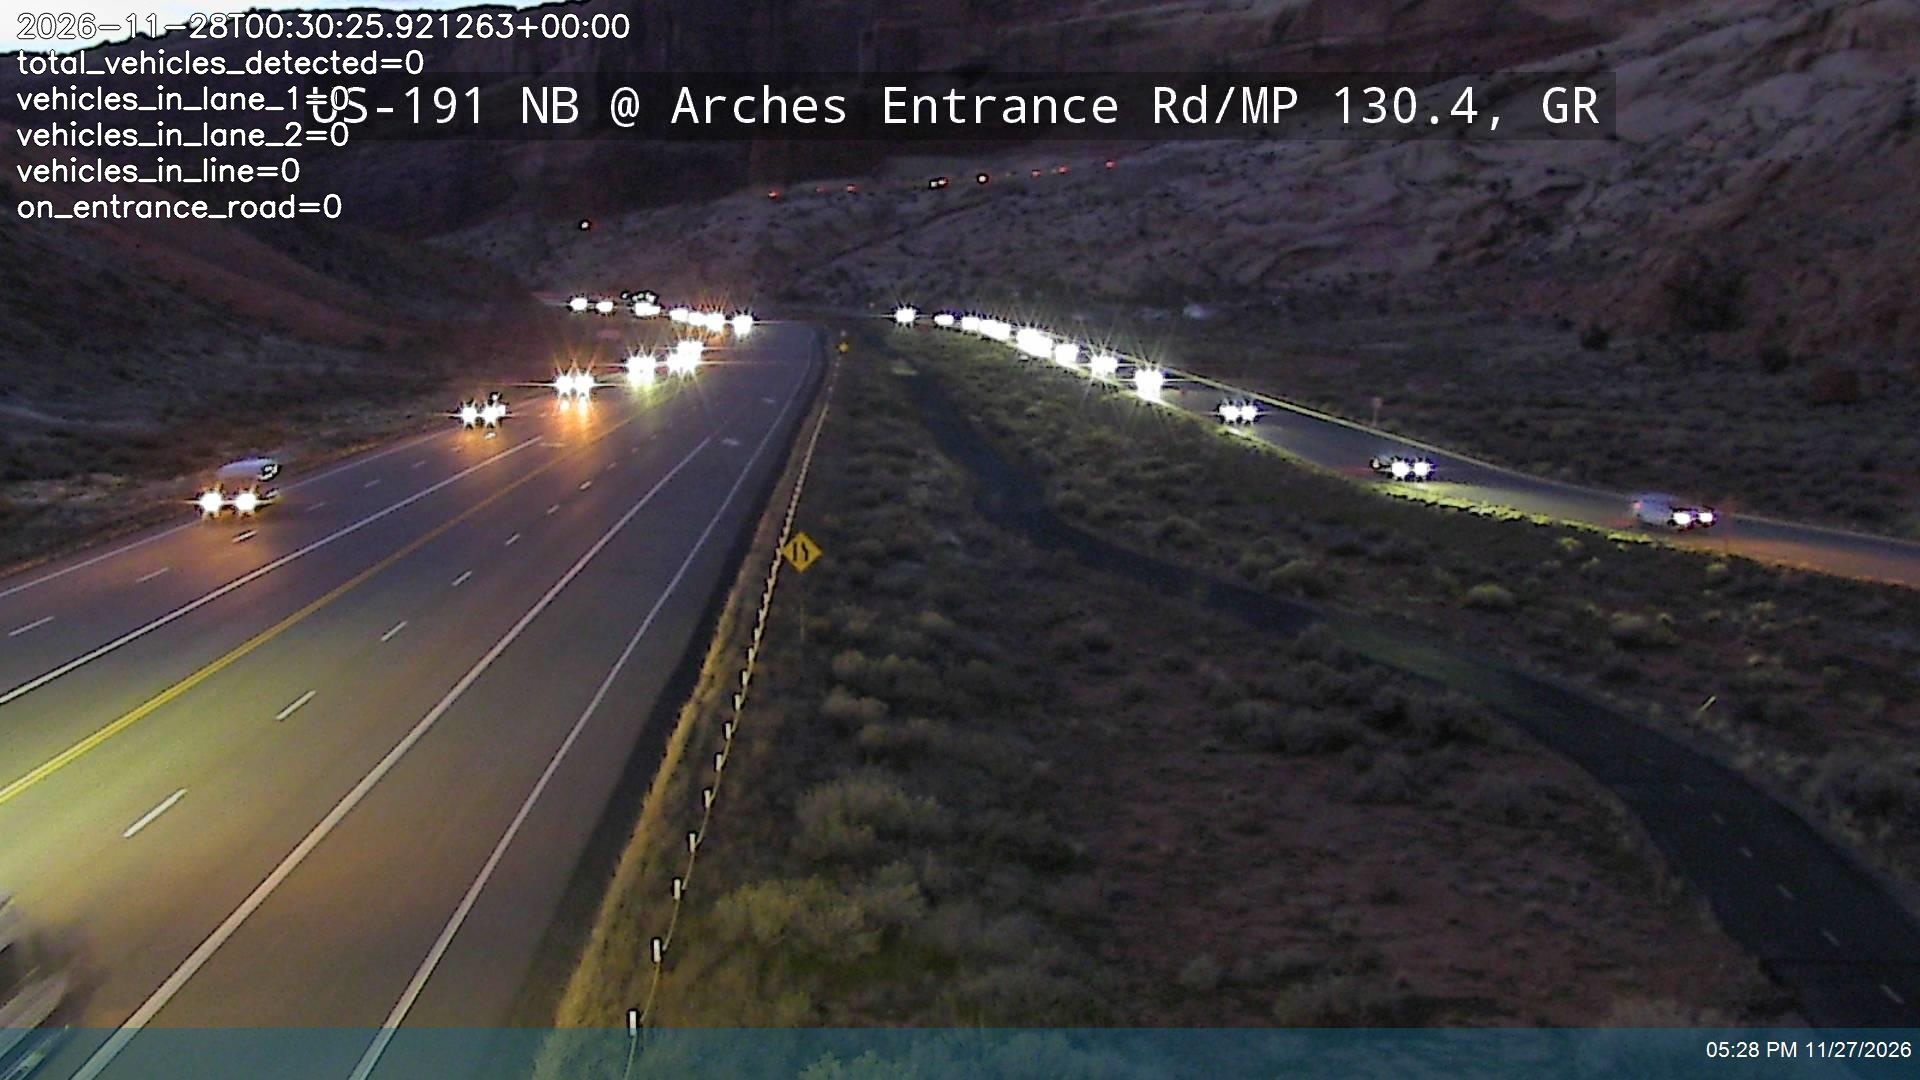 2026-11-28T00:30:25.921263+00:00
total_vehicles_detected=0
vehicles_in_lane_1=0
US-191 NB @ Arches Entrance Rd/MP 130.4, GR
vehicles_in_lane_2=0
vehicles_in_line=0
on_entrance_road=0
05:28 PM 11/27/2026